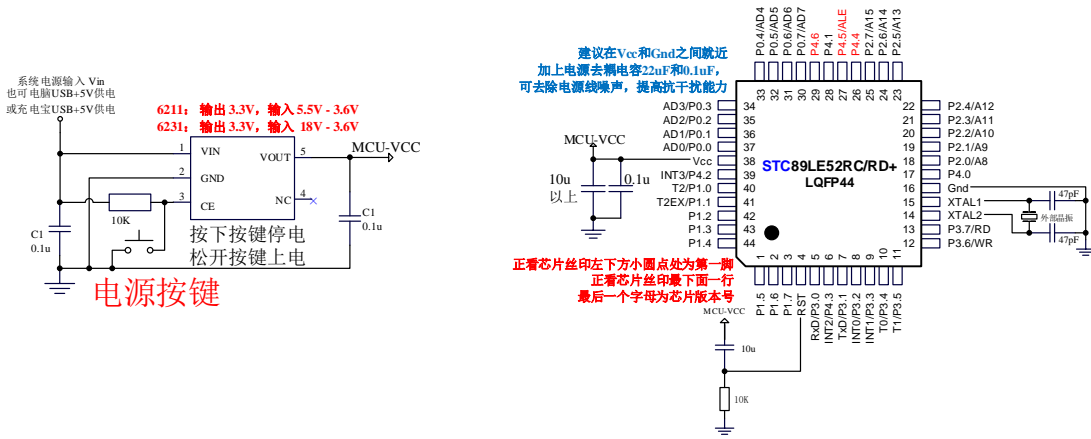 系统电源输入 Vin
也可电脑USB+5V供电
或充电宝USB+5V供电
6211： 输出 3.3V，输入 5.5V - 3.6V
6231： 输出 3.3V，输入 18V - 3.6V
1
VIN
VOUT
5
MCU-VCC
2
GND
3
CE
NC
4
10K
C1
0.1u
C1
0.1u
按下按键停电
松开按键上电
电源按键
建议在Vcc和Gnd之间就近
加上电源去耦电容22uF和0.1uF,
可去除电源线噪声，提高抗干扰能力
MCU-VCC
10u
以上
0.1u
P0.4/AD4
P0.5/AD5
P0.6/AD6
P0.7/AD7
P4.6
P4.1
P4.5/ALE
P4.4
P2.7/A15
P2.6/A14
P2.5/A13
33
32
31
30
29
28
27
26
25
24
23
AD3/P0.3 34
AD2/P0.2 35
AD1/P0.1 36
AD0/P0.0 37
Vcc 38
INT3/P4.2 39
T2/P1.0 40
T2EX/P1.1 41
P1.2 42
P1.3 43
P1.4 44
STC89LE52RC/RD+
LQFP44
22 P2.4/A12
21 P2.3/A11
20 P2.2/A10
19 P2.1/A9
18 P2.0/A8
17 P4.0
16 Gnd
15 XTAL1
14 XTAL2
13 P3.7/RD
12 P3.6/WR
47pF
外部晶振
47pF
1
2
3
4
5
6
7
8
9
10
11
P1.5
P1.6
P1.7
RST
RxD/P3.0
INT2/P4.3
TxD/P3.1
INT0/P3.2
INT1/P3.3
T0/P3.4
T1/P3.5
正看芯片丝印左下方小圆点处为第一脚
正看芯片丝印最下面一行
最后一个字母为芯片版本号
MCU-VCC
10u
10K